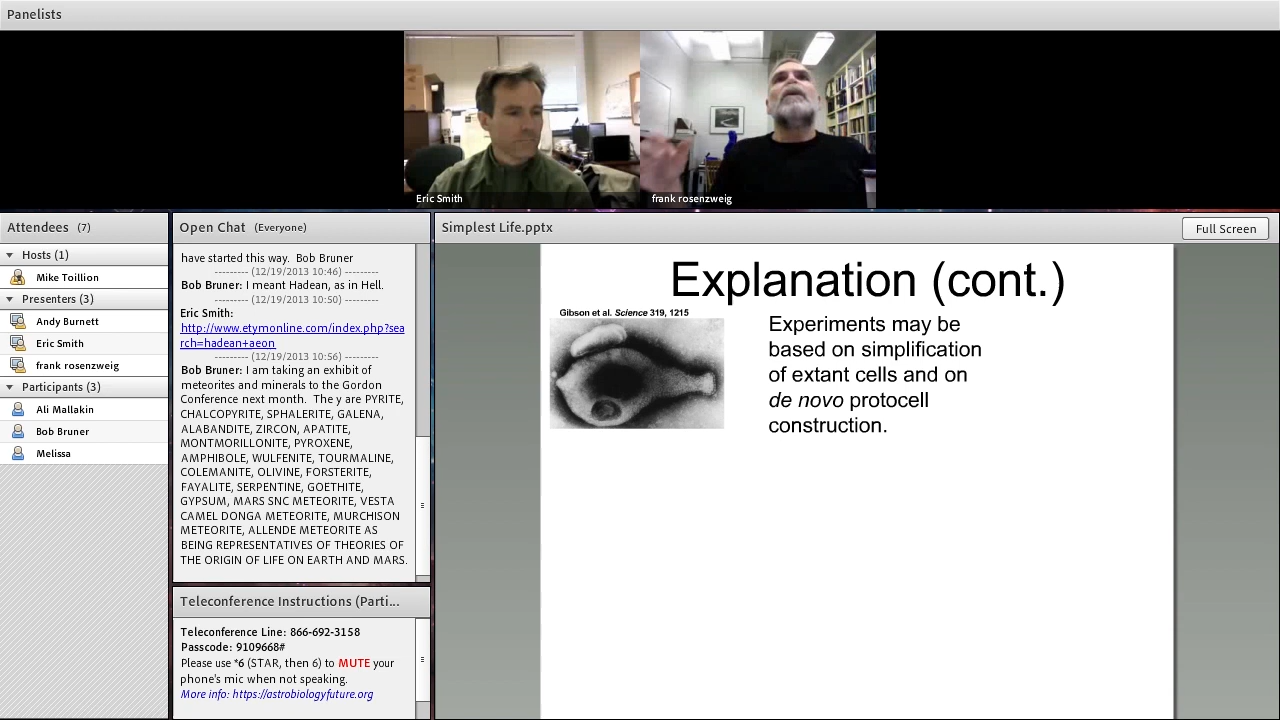 Panelists
Eric Smith
frank rosenzweig
Attendees (7)
Hosts (1)
Mike Toillion
Presenters (3)
Andy Burnett
Eric Smith
frank rosenzweig
Participants (3)
Ali Mallakin
Bob Bruner
Melissa
Open Chat (Everyone)
have started this way. Bob Bruner
--------- (12/19/2013 10:46) ---------
Bob Bruner: I meant Hadean, as in Hell.
--------- (12/19/2013 10:50) ---------
Eric Smith:
http://www.etymonline.com/index.php?sea
rch=hadean+aeon
--------- (12/19/2013 10:56) ---------
Bob Bruner: I am taking an exhibit of
meteorites and minerals to the Gordon
Conference next month. The y are PYRITE,
CHALCOPYRITE, SPHALERITE, GALENA,
ALABANDITE, ZIRCON, APATITE,
MONTMORILLONITE, PYROXENE,
AMPHIBOLE, WULFENITE, TOURMALINE,
COLEMANITE, OLIVINE, FORSTERITE,
FAYALITE, SERPENTINE, GOETHITE,
GYPSUM, MARS SNC METEORITE, VESTA
CAMEL DONGA METEORITE, MURCHISON
METEORITE, ALLENDE METEORITE AS
BEING REPRESENTATIVES OF THEORIES OF
THE ORIGIN OF LIFE ON EARTH AND MARS.
Teleconference Instructions (Parti...
Teleconference Line: 866-692-3158
Passcode: 9109668#
Please use *6 (STAR, then 6) to MUTE your
phone's mic when not speaking.
More info: https://astrobiologyfuture.org
Simplest Life.pptx
Full Screen
Explanation (cont.)
Gibson et al. Science 319, 1215
Experiments may be
based on simplification
of extant cells and on
de novo protocell
construction.